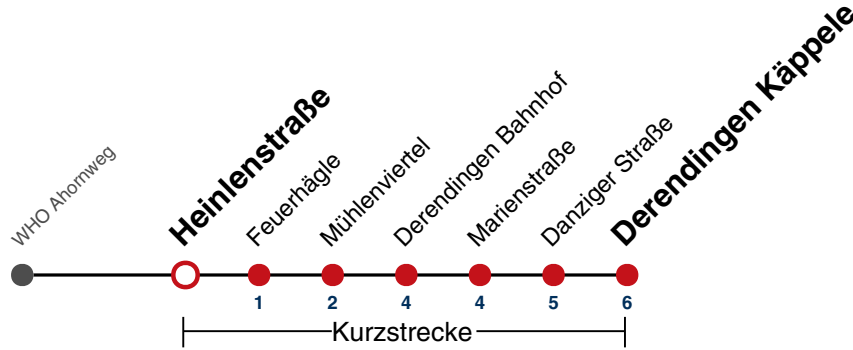 WHO Ahornweg
Heinlenstraße
Feuerhägle
Mühlenviertel
Derendingen Bahnhof
Marienstraße
Danziger Straße
Derendingen Käppele
1 2 4 4 5 6
Kurzstrecke